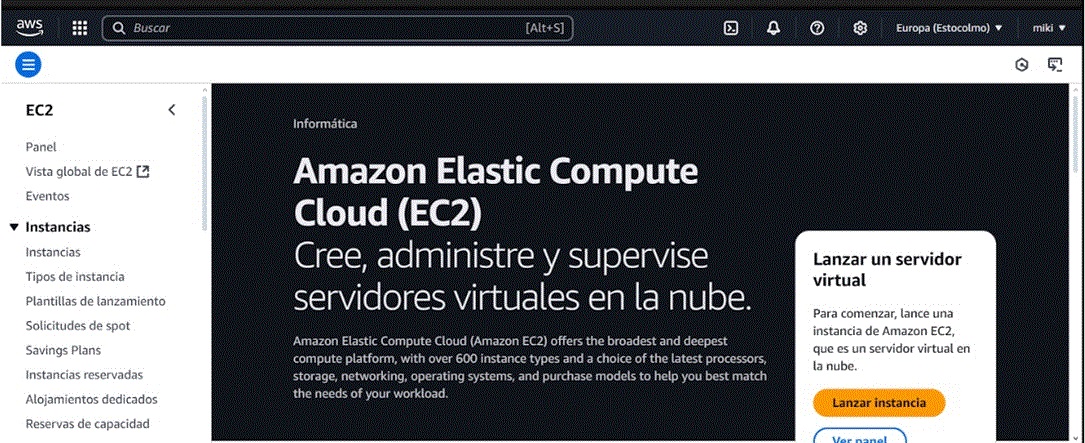 aws
Buscar [Alt+S] Europa (Estocolmo) miki
EC2
Panel
Vista global de EC2
Eventos
Instancias
Instancias
Tipos de instancia
Plantillas de lanzamiento
Solicitudes de spot
Savings Plans
Instancias reservadas
Alojamientos dedicados
Reservas de capacidad
Informática
Amazon Elastic Compute
Cloud (EC2)
Cree, administre y supervise
servidores virtuales en la nube.
Amazon Elastic Compute Cloud (Amazon EC2) offers the broadest and deepest
compute platform, with over 600 instance types and a choice of the latest processors,
storage, networking, operating systems, and purchase models to help you best match
the needs of your workload.
Lanzar un servidor
virtual
Para comenzar, lance una
instancia de Amazon EC2,
que es un servidor virtual en
la nube.
Lanzar instancia
Ver panel